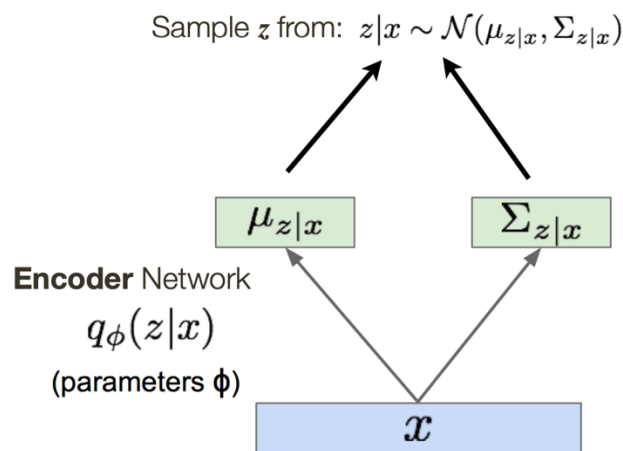 Sample z from: z|x ∼ 𝒩(μ_{z|x}, Σ_{z|x})
μ_{z|x}
Σ_{z|x}
Encoder Network
q_ϕ(z|x)
(parameters ϕ)
x